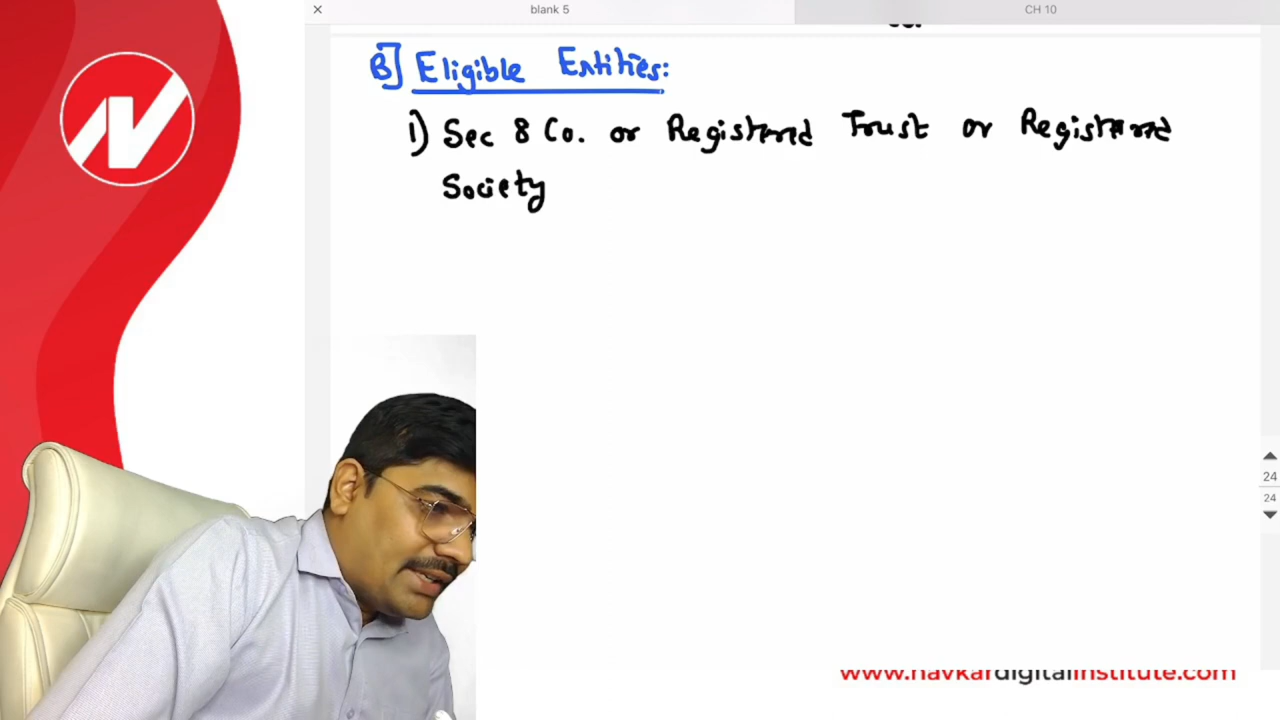 × blank 5 CH 10
B] Eligible Entities:
1) Sec 8 Co. or Registered Trust or Registered
Society
24
24
www.navkardigitalinstitute.com